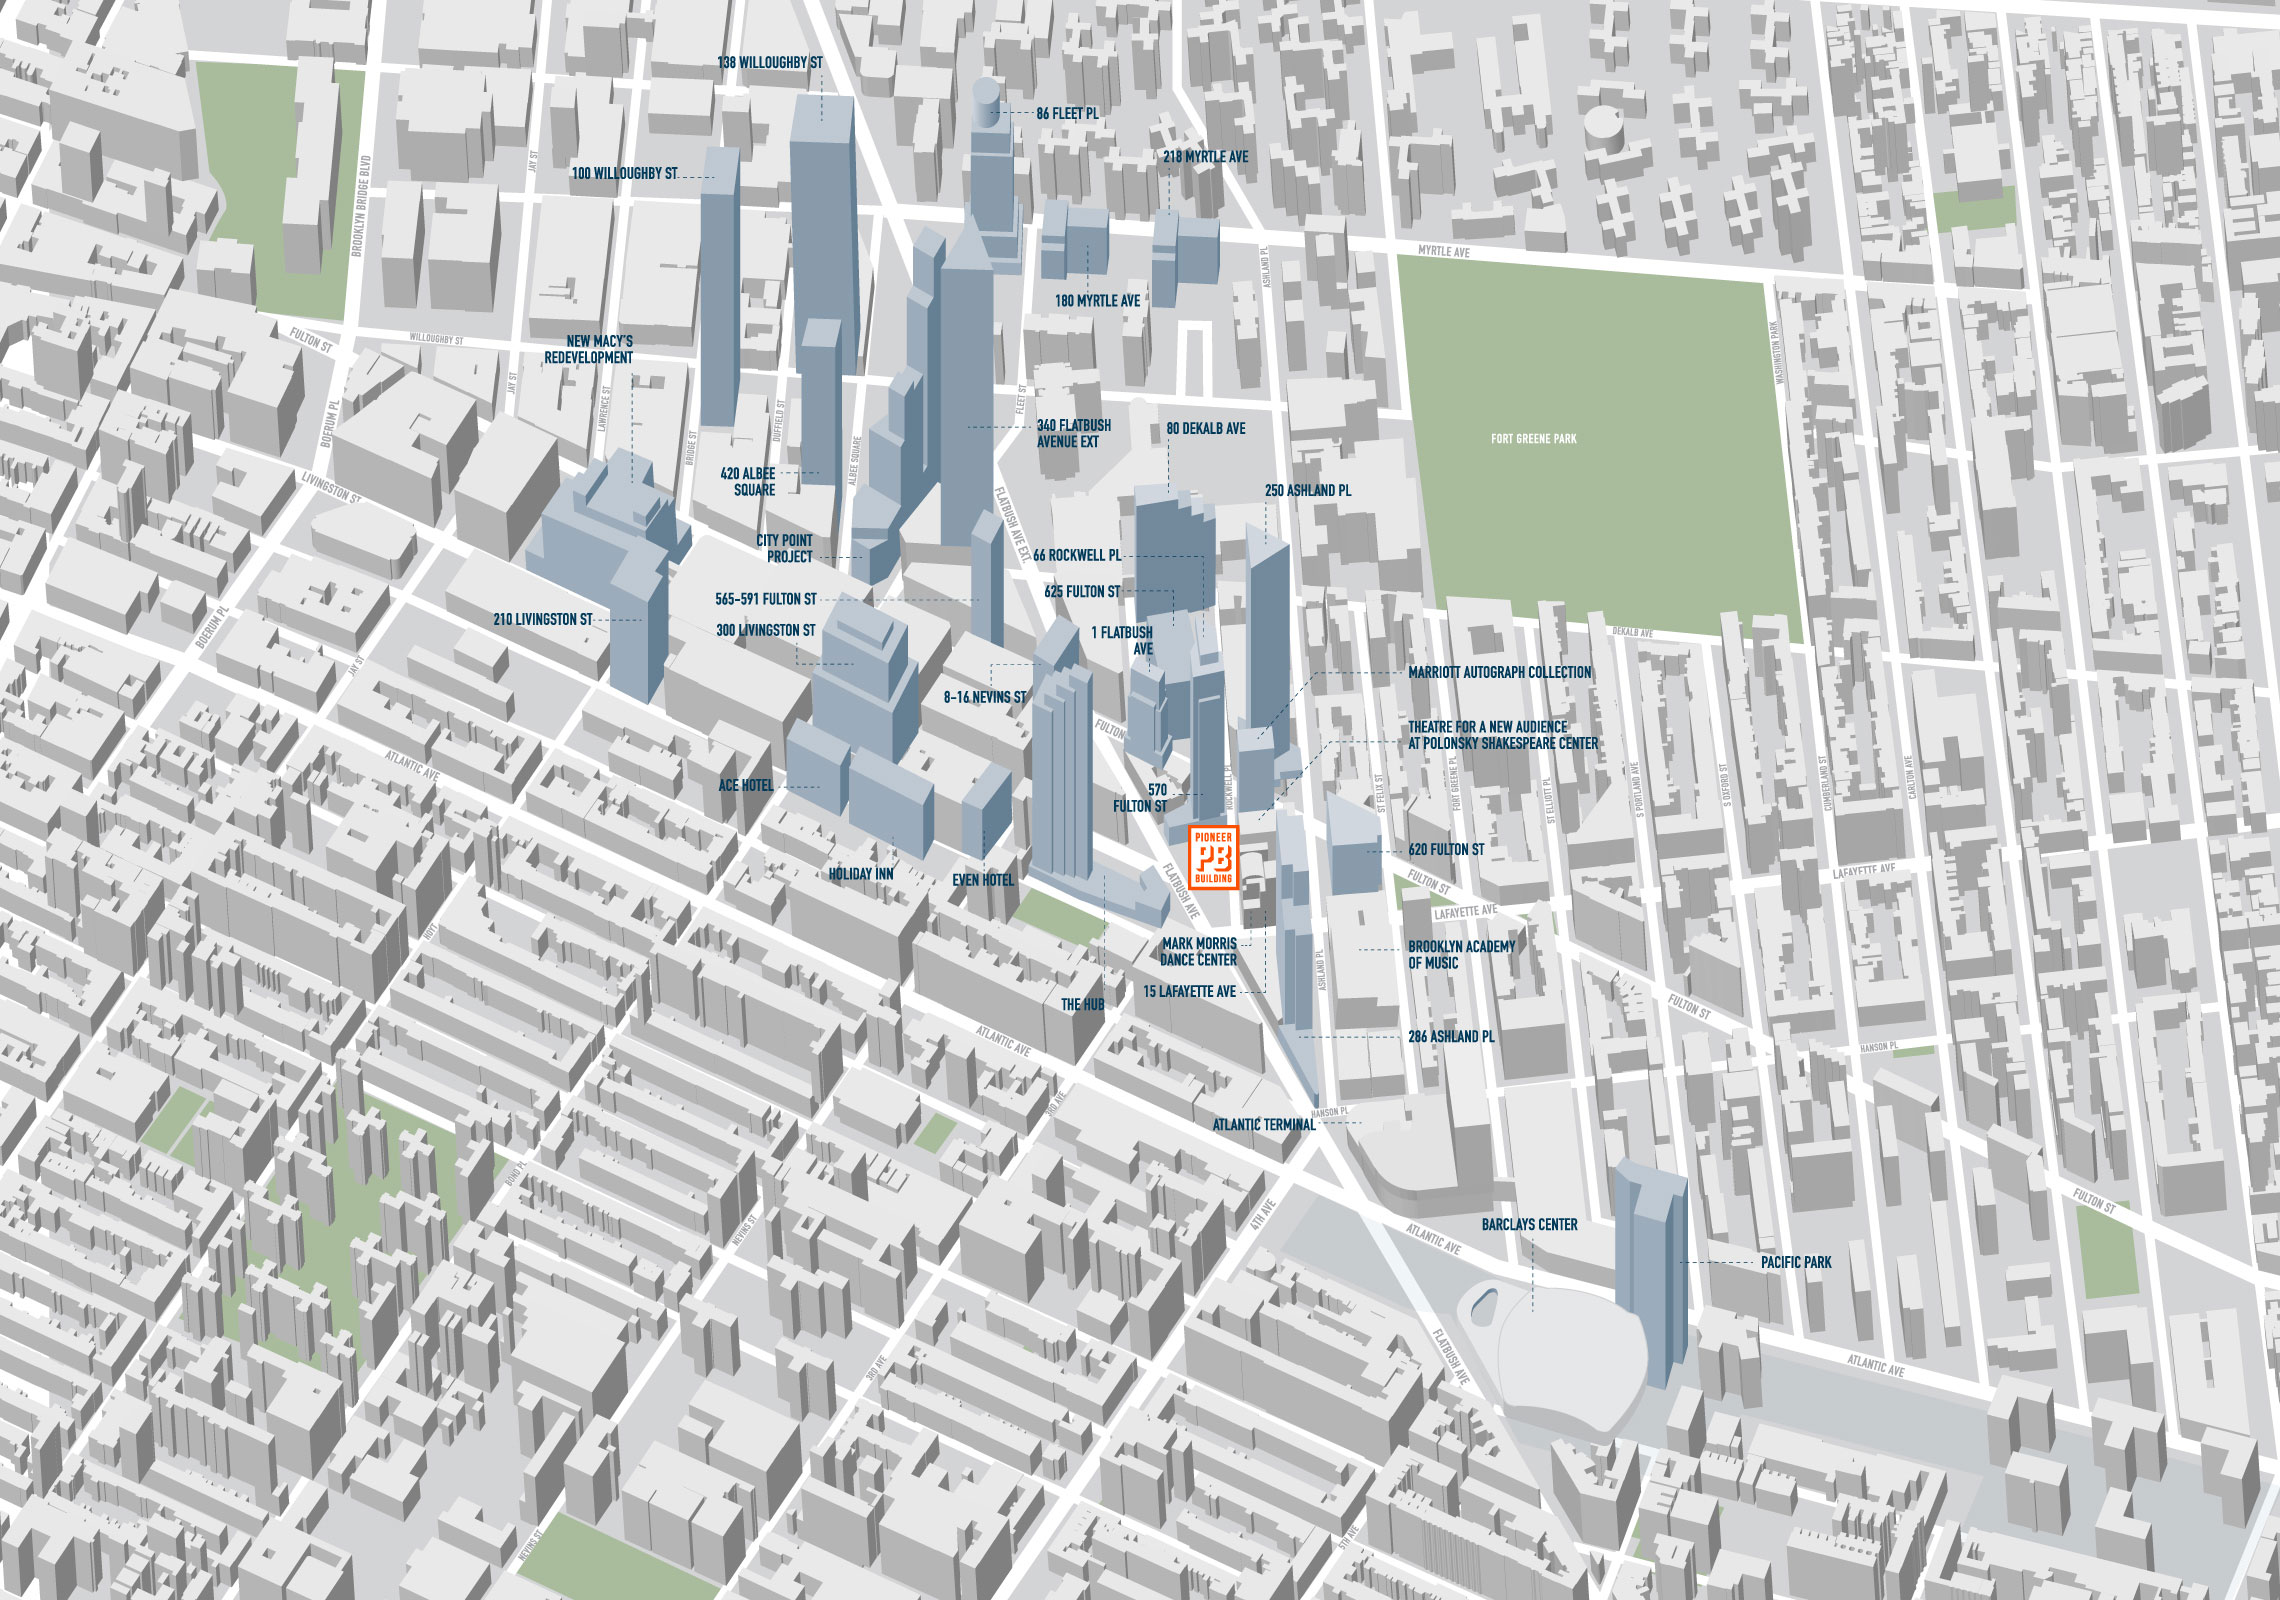 138 WILLOUGHBY ST
86 FLEET PL
218 MYRTLE AVE
JAY ST
100 WILLOUGHBY ST
BROOKLYN BRIDGE BLVD
ASHLAND PL
MYRTLE AVE
180 MYRTLE AVE
FULTON ST
WILLOUGHBY ST
NEW MACY'S
REDEVELOPMENT
WASHINGTON PARK
JAY ST
LAWRENCE ST
FLEET ST
BOERUM PL
DUFFIELD ST
BRIDGE ST
340 FLATBUSH
AVENUE EXT
80 DEKALB AVE
FORT GREENE PARK
ALBEE SQUARE
420 ALBEE
SQUARE
LIVINGSTON ST
250 ASHLAND PL
FLATBUSH AVE EXT
CITY POINT
PROJECT
66 ROCKWELL PL
625 FULTON ST
565-591 FULTON ST
210 LIVINGSTON ST
300 LIVINGSTON ST
1 FLATBUSH
AVE
BOERUM PL
DEKALB AVE
JAY ST
MARRIOTT AUTOGRAPH COLLECTION
8-16 NEVINS ST
FULTON
THEATRE FOR A NEW AUDIENCE
AT POLONSKY SHAKESPEARE CENTER
ATLANTIC AVE
ACE HOTEL
570
FULTON ST
ROCKWELL PL
ST FELIX ST
FORT GREENE PL
ST ELLIOTT PL
S PORTLAND AVE
S OXFORD ST
CUMBERLAND ST
CARLTON AVE
PIONEER
PB
BUILDING
620 FULTON ST
HOLIDAY INN
EVEN HOTEL
FLATBUSH AVE
FULTON ST
LAFAYETTE AVE
LAFAYETTE AVE
HOYT
MARK MORRIS
DANCE CENTER
BROOKLYN ACADEMY
OF MUSIC
ASHLAND PL
15 LAFAYETTE AVE
THE HUB
FULTON ST
286 ASHLAND PL
ATLANTIC AVE
HANSON PL
3RD AVE
HANSON PL
ATLANTIC TERMINAL
BOND PL
FULTON ST
NEVINS ST
4TH AVE
BARCLAYS CENTER
ATLANTIC AVE
PACIFIC PARK
FLATBUSH AVE
3RD AVE
ATLANTIC AVE
NEVINS ST
5TH AVE